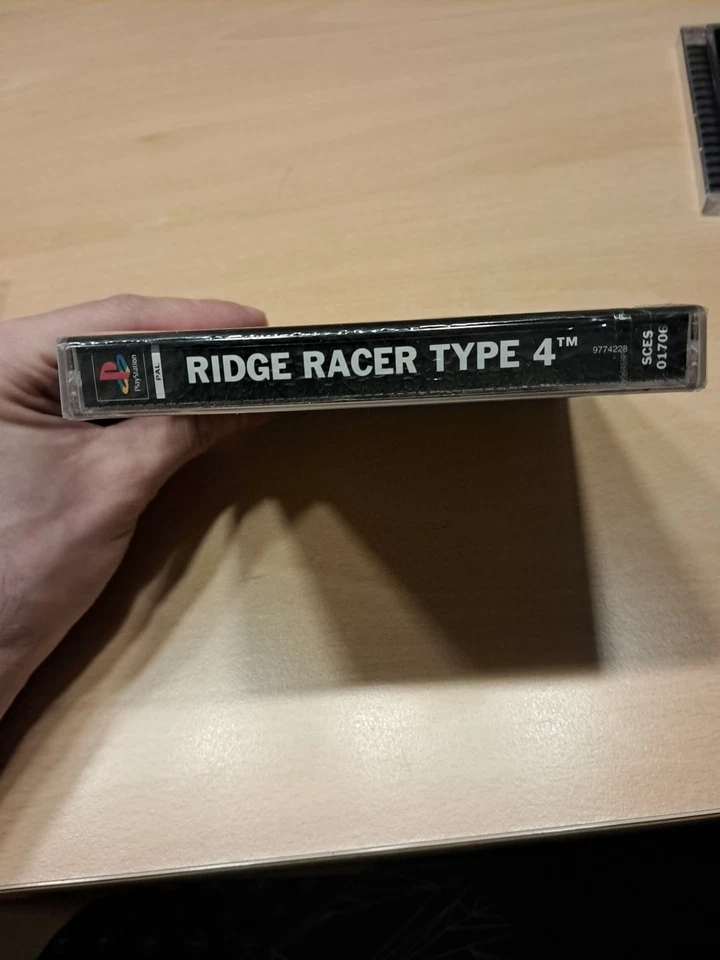 PlayStation
PAL
RIDGE RACER TYPE 4™
9774228
SCES
01706